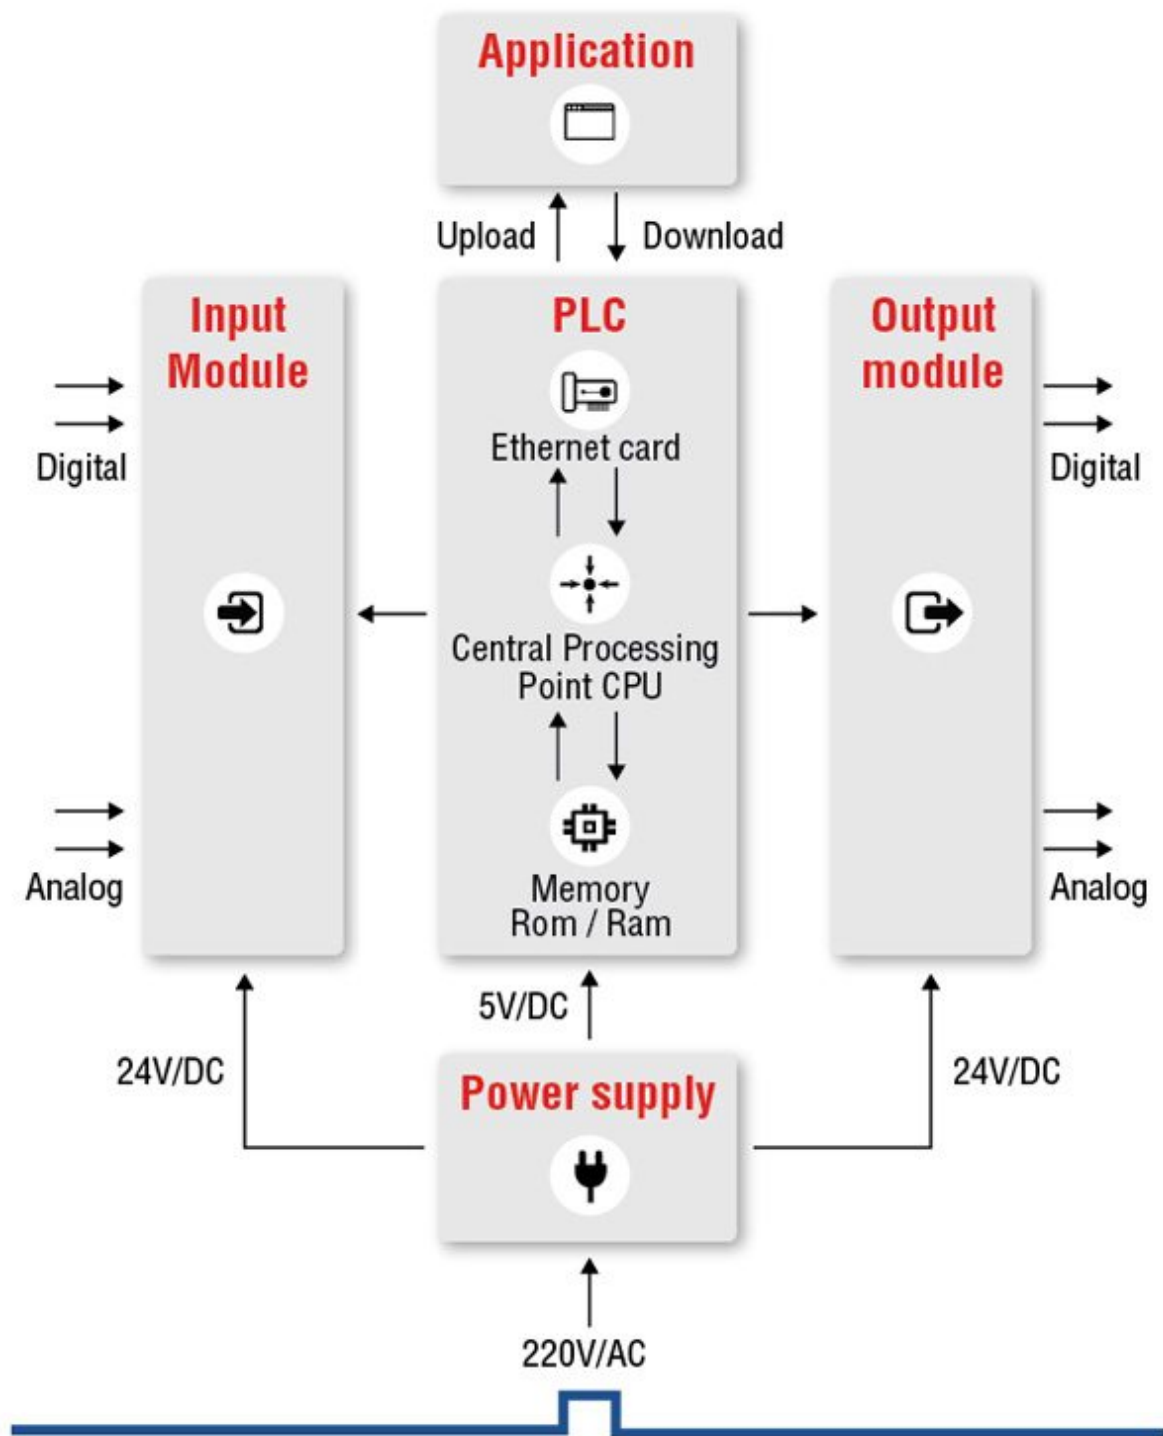 Application
Upload
Download
Input
Module
PLC
Output
module
Ethernet card
Digital
Digital
Central Processing
Point CPU
Analog
Memory
Rom / Ram
Analog
5V/DC
24V/DC
24V/DC
Power supply
220V/AC